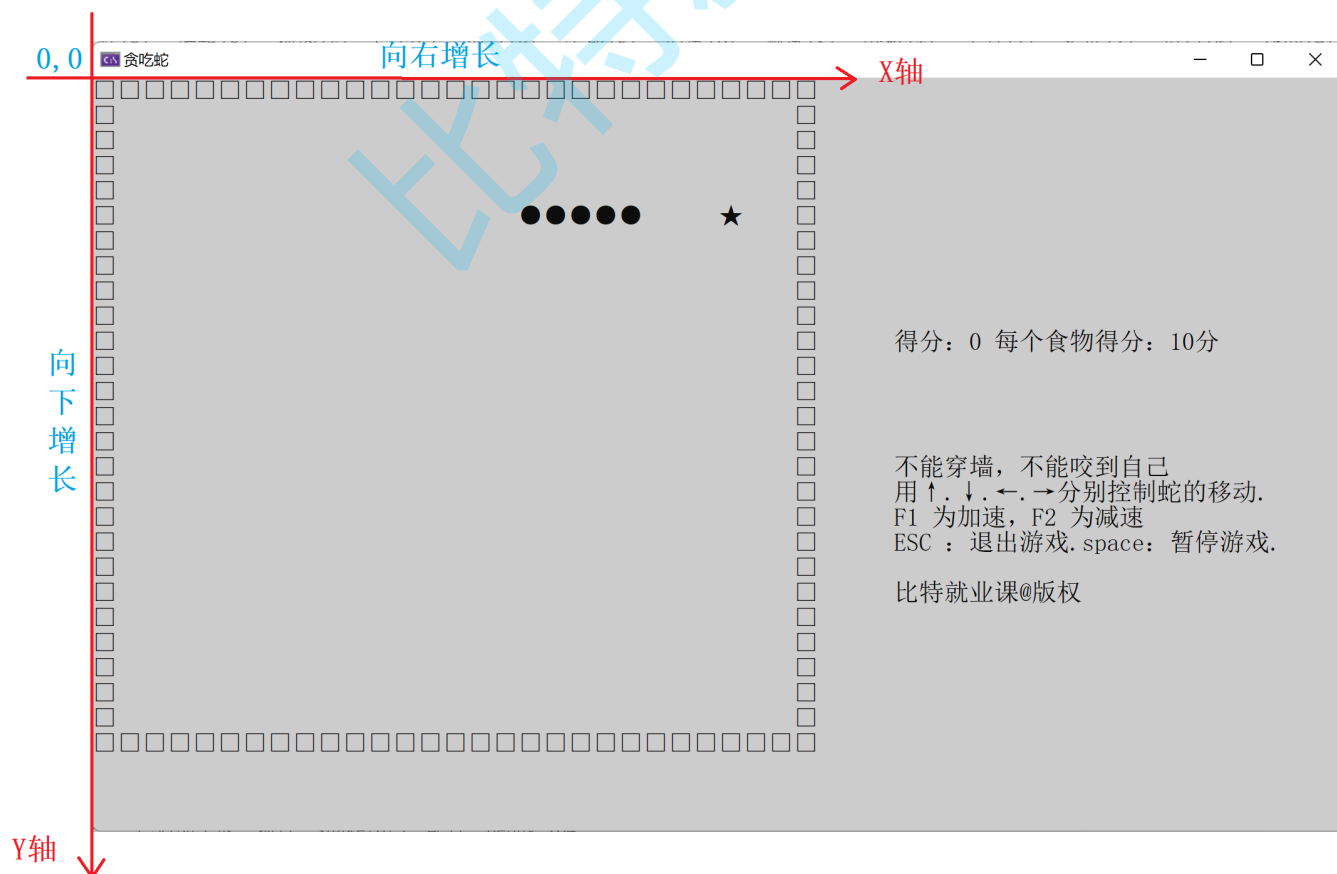 0,0
贪吃蛇
向右增长
X轴
得分：0 每个食物得分：10分
向下增长
不能穿墙，不能咬到自己
用↑.↓.←.→分别控制蛇的移动.
F1 为加速，F2 为减速
ESC ：退出游戏.space：暂停游戏.
比特就业课@版权
Y轴
比特